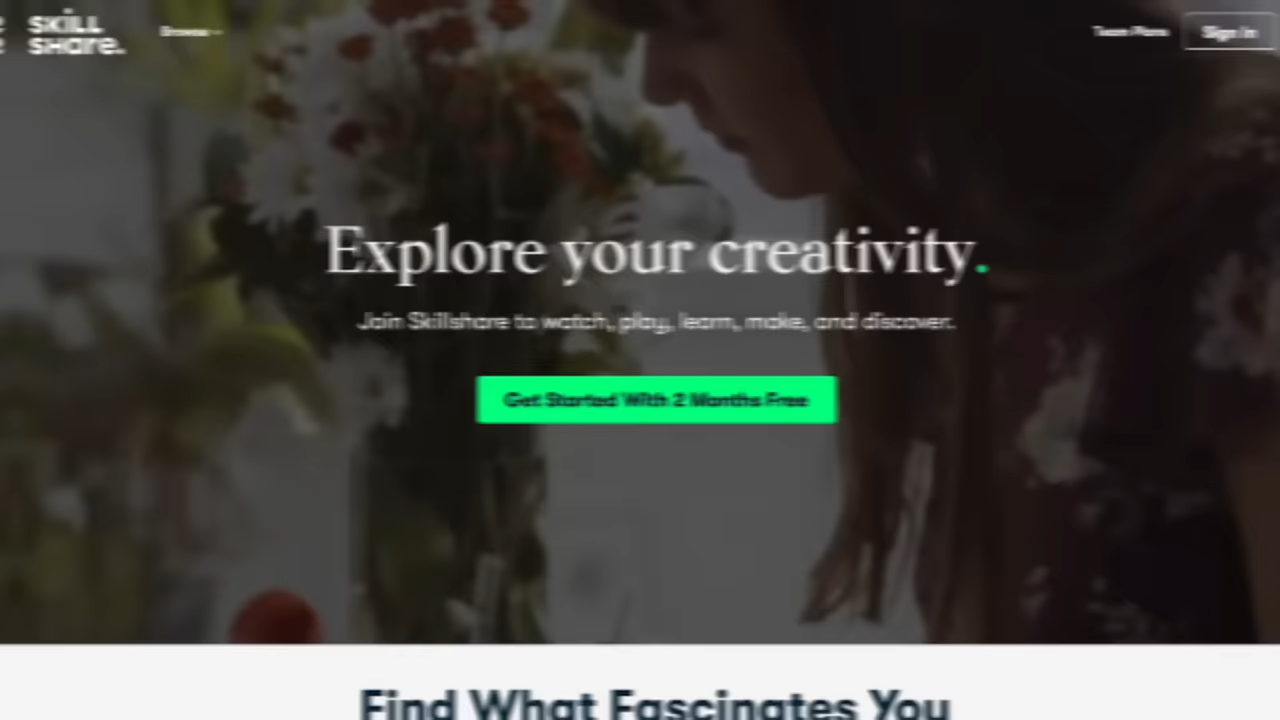 SKILL
SHare.
Browse
Team Plans
Sign In
Explore your creativity.
Join Skillshare to watch, play, learn, make, and discover.
Get Started With 2 Months Free
Find What Fascinates You